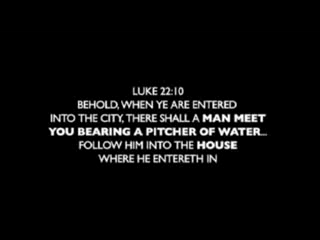 LUKE 22:10
BEHOLD, WHEN YE ARE ENTERED
INTO THE CITY, THERE SHALL A MAN MEET
YOU BEARING A PITCHER OF WATER...
FOLLOW HIM INTO THE HOUSE
WHERE HE ENTERETH IN